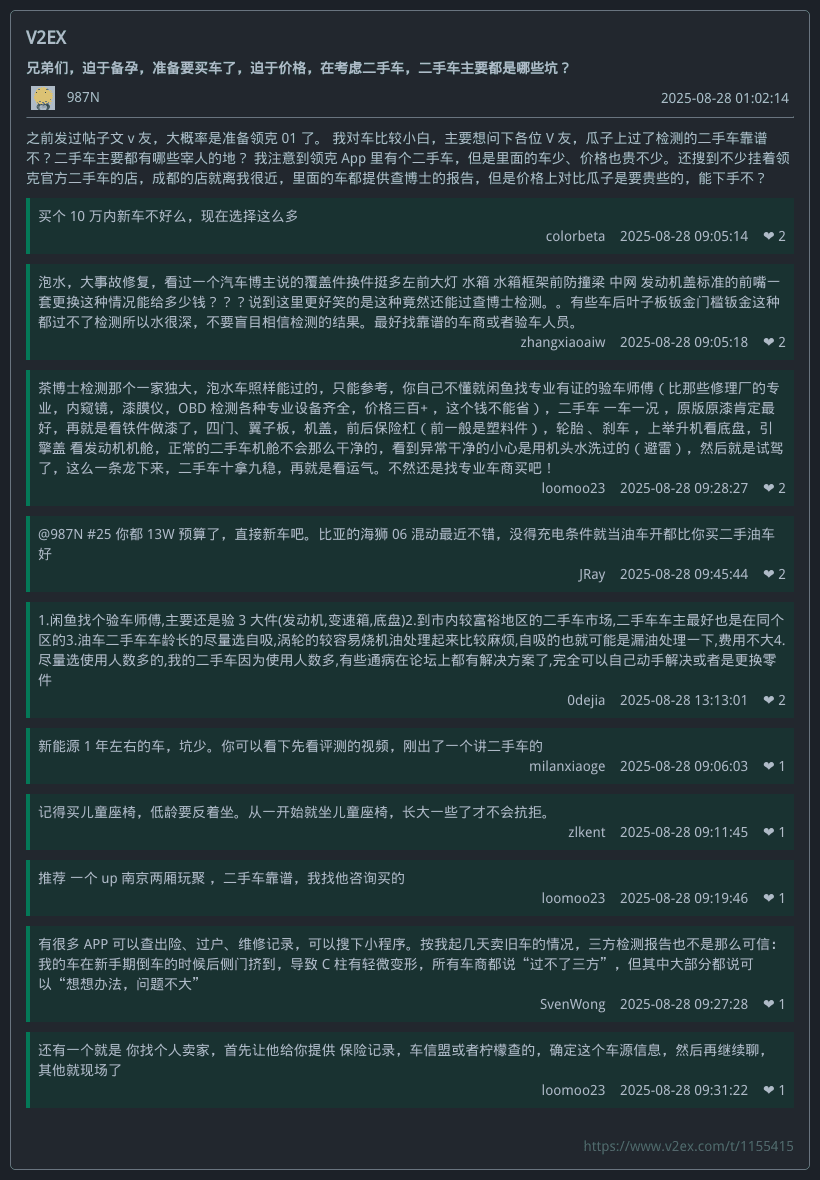 V2EX
兄弟们，迫于备孕，准备要买车了，迫于价格，在考虑二手车，二手车主要都是哪些坑？
987N
2025-08-28 01:02:14
之前发过帖子文 v 友，大概率是准备领克 01 了。 我对车比较小白，主要想问下各位 V 友，瓜子上过了检测的二手车靠谱
不？二手车主要都有哪些宰人的地？ 我注意到领克 App 里有个二手车，但是里面的车少、价格也贵不少。还搜到不少挂着领
克官方二手车的店，成都的店就离我很近，里面的车都提供查博士的报告，但是价格上对比瓜子是要贵些的，能下手不？
买个 10 万内新车不好么，现在选择这么多
colorbeta 2025-08-28 09:05:14 ❤ 2
泡水，大事故修复，看过一个汽车博主说的覆盖件换件挺多左前大灯 水箱 水箱框架前防撞梁 中网 发动机盖标准的前嘴一
套更换这种情况能给多少钱？？？说到这里更好笑的是这种竟然还能过查博士检测。。有些车后叶子板钣金门槛钣金这种
都过不了检测所以水很深，不要盲目相信检测的结果。最好找靠谱的车商或者验车人员。
zhangxiaoaiw 2025-08-28 09:05:18 ❤ 2
茶博士检测那个一家独大，泡水车照样能过的，只能参考，你自己不懂就闲鱼找专业有证的验车师傅（ 比那些修理厂的专
业，内窥镜，漆膜仪，OBD 检测各种专业设备齐全，价格三百+ ，这个钱不能省 ），二手车 一车一况 ，原版原漆肯定最
好，再就是看铁件做漆了，四门、翼子板，机盖，前后保险杠（ 前一般是塑料件 ），轮胎 、刹车 ，上举升机看底盘，引
擎盖 看发动机机舱，正常的二手车机舱不会那么干净的，看到异常干净的小心是用机头水洗过的（ 避雷 ），然后就是试驾
了，这么一条龙下来，二手车十拿九稳，再就是看运气。不然还是找专业车商买吧！
loomoo23 2025-08-28 09:28:27 ❤ 2
@987N #25 你都 13W 预算了，直接新车吧。比亚的海狮 06 混动最近不错，没得充电条件就当油车开都比你买二手油车
好
JRay 2025-08-28 09:45:44 ❤ 2
1.闲鱼找个验车师傅,主要还是验 3 大件(发动机,变速箱,底盘)2.到市内较富裕地区的二手车市场,二手车车主最好也是在同个
区的3.油车二手车车龄长的尽量选自吸,涡轮的较容易烧机油处理起来比较麻烦,自吸的也就可能是漏油处理一下,费用不大4.
尽量选使用人数多的,我的二手车因为使用人数多,有些通病在论坛上都有解决方案了,完全可以自己动手解决或者是更换零
件
0dejia 2025-08-28 13:13:01 ❤ 2
新能源 1 年左右的车，坑少。你可以看下先看评测的视频，刚出了一个讲二手车的
milanxiaoge 2025-08-28 09:06:03 ❤ 1
记得买儿童座椅，低龄要反着坐。从一开始就坐儿童座椅，长大一些了才不会抗拒。
zlkent 2025-08-28 09:11:45 ❤ 1
推荐 一个 up 南京两厢玩聚 ，二手车靠谱，我找他咨询买的
loomoo23 2025-08-28 09:19:46 ❤ 1
有很多 APP 可以查出险、过户、维修记录，可以搜下小程序。按我起几天卖旧车的情况，三方检测报告也不是那么可信：
我的车在新手期倒车的时候后侧门挤到，导致 C 柱有轻微变形，所有车商都说“过不了三方”，但其中大部分都说可
以“想想办法，问题不大”
SvenWong 2025-08-28 09:27:28 ❤ 1
还有一个就是 你找个人卖家，首先让他给你提供 保险记录，车信盟或者柠檬查的，确定这个车源信息，然后再继续聊，
其他就现场了
loomoo23 2025-08-28 09:31:22 ❤ 1
https://www.v2ex.com/t/1155415